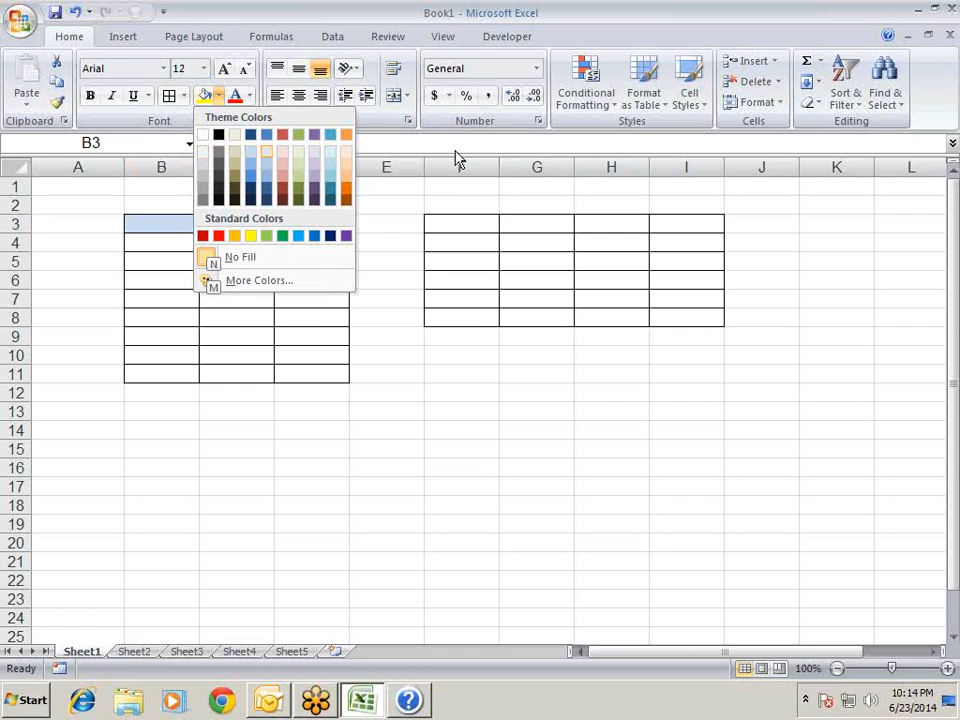 Book1 - Microsoft Excel
Home Insert Page Layout Formulas Data Review View Developer
Paste
Clipboard
Arial 12
B I U
Font
General
$ % ,
Number
Conditional Formatting
Format as Table
Cell Styles
Styles
Insert
Delete
Format
Cells
Σ
Sort & Filter
Find & Select
Editing
B3
Theme Colors
Standard Colors
No Fill
N
More Colors...
M
A B E F G H I J K L
1
2
3
4
5
6
7
8
9
10
11
12
13
14
15
16
17
18
19
20
21
22
23
24
25
Sheet1 Sheet2 Sheet3 Sheet4 Sheet5
Ready
100%
Start
10:14 PM
6/23/2014